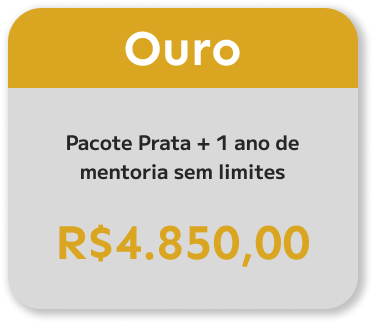 Ouro
Pacote Prata + 1 ano de
mentoria sem limites
R$4.850,00